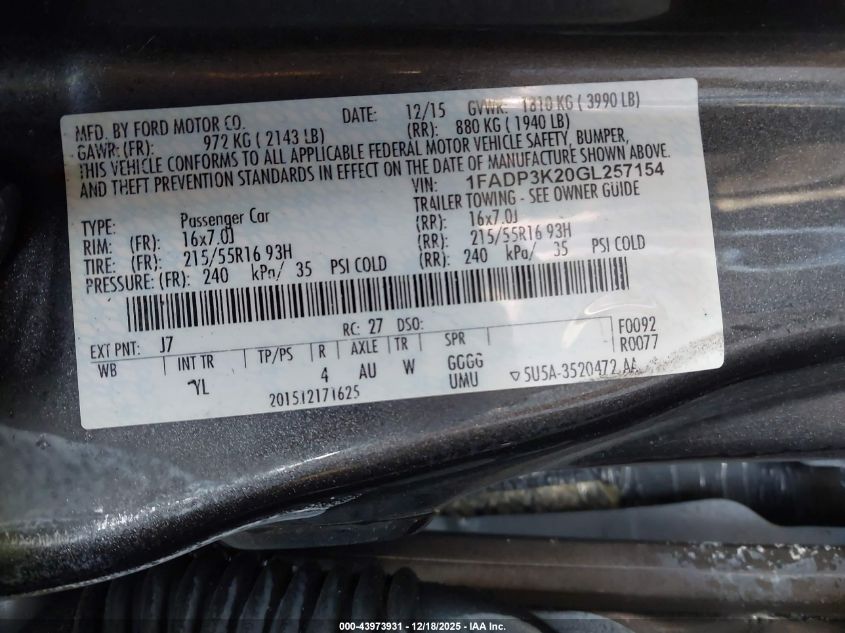 MFD. BY FORD MOTOR CO. DATE: 12/15 GVWR: 1810 KG ( 3990 LB)
GAWR: (FR): 972 KG ( 2143 LB) (RR): 880 KG ( 1940 LB)
THIS VEHICLE CONFORMS TO ALL APPLICABLE FEDERAL MOTOR VEHICLE SAFETY, BUMPER,
AND THEFT PREVENTION STANDARDS IN EFFECT ON THE DATE OF MANUFACTURE SHOWN ABOVE.
VIN: 1FADP3K20GL257154
TYPE: Passenger Car TRAILER TOWING - SEE OWNER GUIDE
RIM: (FR): 16x7.0J (RR): 16x7.0J
TIRE: (FR): 215/55R16 93H (RR): 215/55R16 93H
PRESSURE: (FR): 240 kPa/ 35 PSI COLD (RR): 240 kPa/ 35 PSI COLD
EXT PNT: J7 RC: 27 DSO: F0092
WB INT TR TP/PS R AXLE TR SPR R0077
YL 4 AU W GGGG
201512171625 UMU ▽ 5U5A-3520472 AA
000-43973931 - 12/18/2025 - IAA Inc.